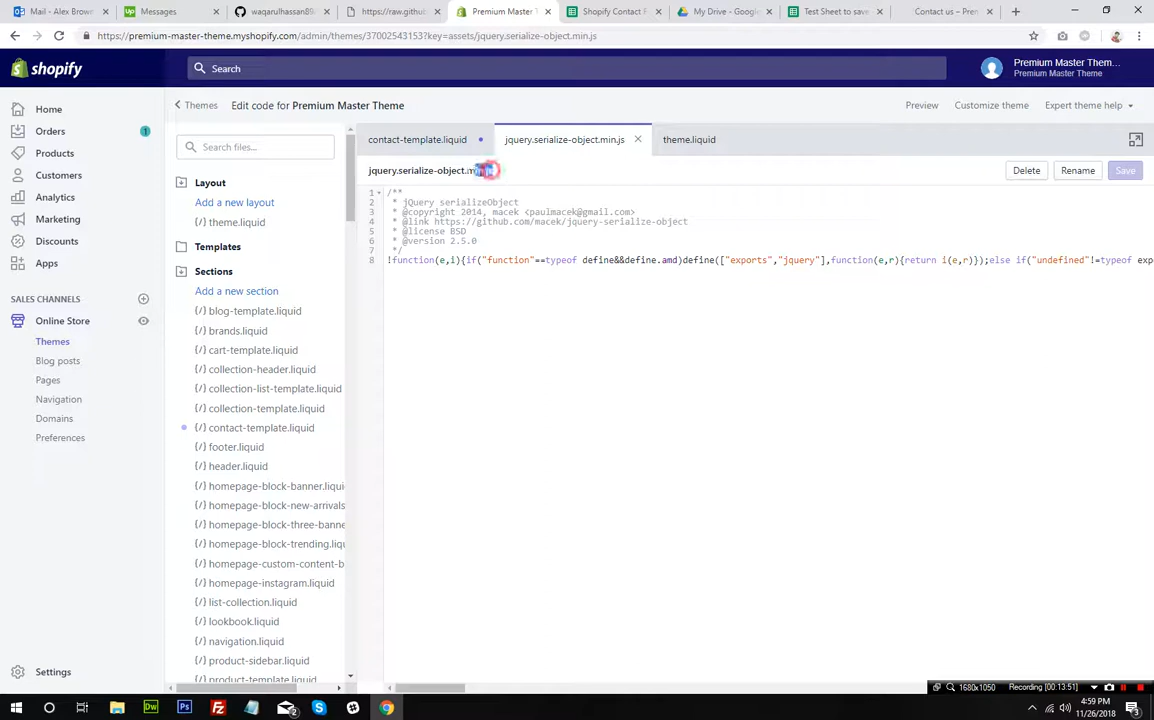 Mail - Alex Brown
Messages
waqarulhassan89
https://raw.github
Premium Master T
Shopify Contact F
My Drive - Google
Test Sheet to save
Contact us – Pren
https://premium-master-theme.myshopify.com/admin/themes/37002543153?key=assets/jquery.serialize-object.min.js
shopify
Search
Premium Master Them...
Premium Master Theme
Home
Orders
1
Products
Customers
Analytics
Marketing
Discounts
Apps
SALES CHANNELS
Online Store
Themes
Blog posts
Pages
Navigation
Domains
Preferences
Settings
Themes
Edit code for Premium Master Theme
Preview
Customize theme
Expert theme help
Search files...
Layout
Add a new layout
{/} theme.liquid
Templates
Sections
Add a new section
{/} blog-template.liquid
{/} brands.liquid
{/} cart-template.liquid
{/} collection-header.liquid
{/} collection-list-template.liquid
{/} collection-template.liquid
{/} contact-template.liquid
{/} footer.liquid
{/} header.liquid
{/} homepage-block-banner.liqui
{/} homepage-block-new-arrivals
{/} homepage-block-three-banne
{/} homepage-block-trending.liqu
{/} homepage-custom-content-b
{/} homepage-instagram.liquid
{/} list-collection.liquid
{/} lookbook.liquid
{/} navigation.liquid
{/} product-sidebar.liquid
{/} product-template.liquid
contact-template.liquid
jquery.serialize-object.min.js
theme.liquid
jquery.serialize-object.m
Delete
Rename
Save
1 /**
2 * jQuery serializeObject
3 * @copyright 2014, macek <paulmacek@gmail.com>
4 * @link https://github.com/macek/jquery-serialize-object
5 * @license BSD
6 * @version 2.5.0
7 */
8 !function(e,i){if("function"==typeof define&&define.amd)define(["exports","jquery"],function(e,r){return i(e,r)});else if("undefined"!=typeof exp
1680x1050
Recording [00:13:51]
4:59 PM
11/26/2018
2
3